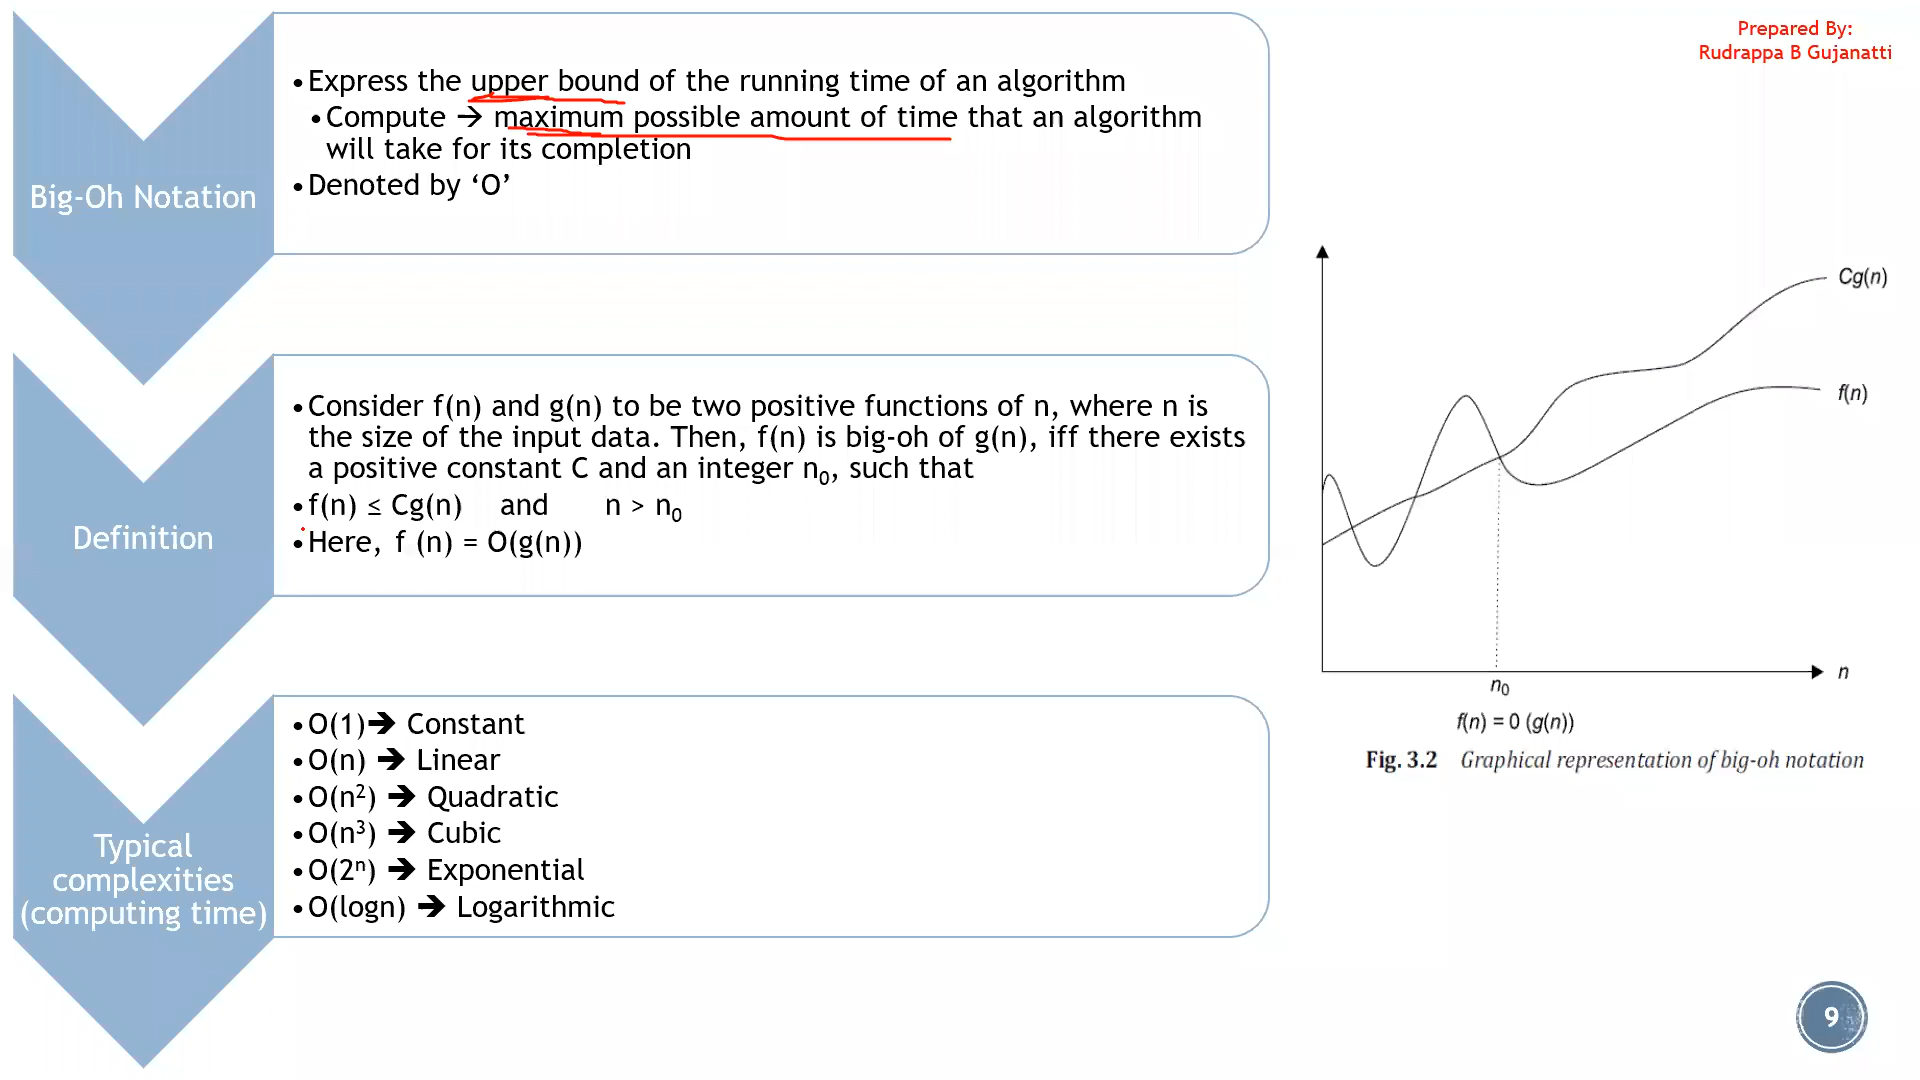 Prepared By:
Rudrappa B Gujanatti
Big-Oh Notation
•Express the upper bound of the running time of an algorithm
•Compute → maximum possible amount of time that an algorithm
will take for its completion
•Denoted by ‘O’
Definition
•Consider f(n) and g(n) to be two positive functions of n, where n is
the size of the input data. Then, f(n) is big-oh of g(n), iff there exists
a positive constant C and an integer n₀, such that
•f(n) ≤ Cg(n) and n > n₀
•Here, f (n) = O(g(n))
Typical
complexities
(computing time)
•O(1)➔ Constant
•O(n) ➔ Linear
•O(n²) ➔ Quadratic
•O(n³) ➔ Cubic
•O(2ⁿ) ➔ Exponential
•O(logn) ➔ Logarithmic
Cg(n)
f(n)
n
n₀
f(n) = 0 (g(n))
Fig. 3.2 Graphical representation of big-oh notation
9